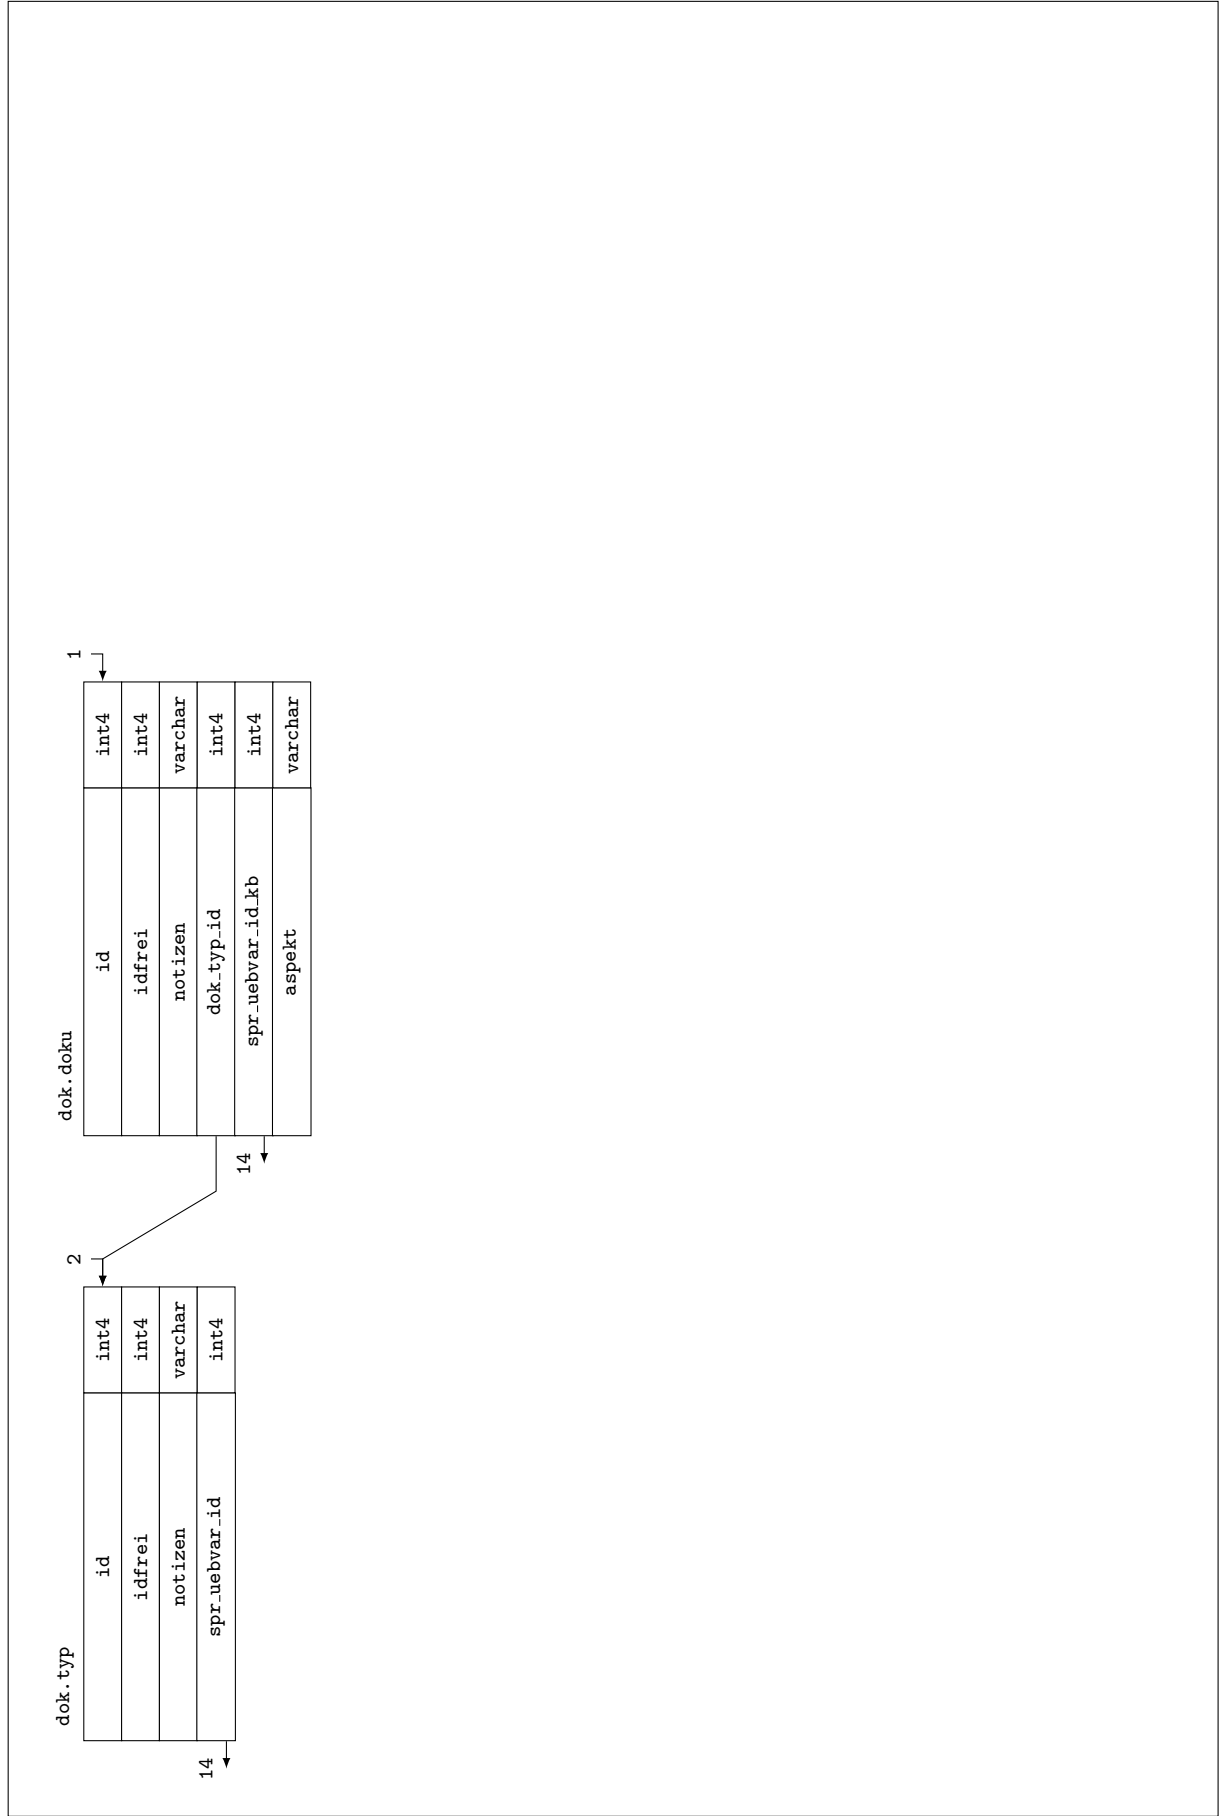 dok.typ
id int4
idfrei int4
notizen varchar
spr_uebvar_id int4
14
2
dok.doku
id int4
idfrei int4
notizen varchar
dok_typ_id int4
spr_uebvar_id_kb int4
aspekt varchar
14
1